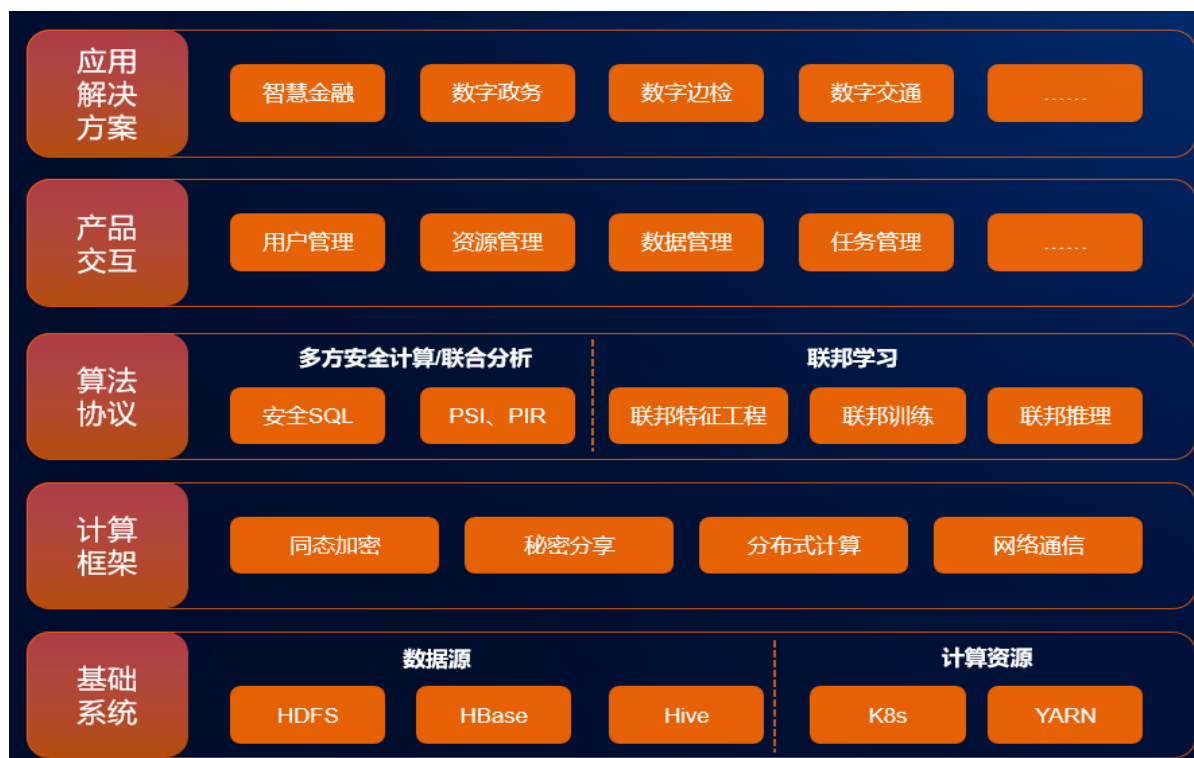 应用
解决
方案
智慧金融
数字政务
数字边检
数字交通
……
产品
交互
用户管理
资源管理
数据管理
任务管理
……
算法
协议
多方安全计算/联合分析
联邦学习
安全SQL
PSI、PIR
联邦特征工程
联邦训练
联邦推理
计算
框架
同态加密
秘密分享
分布式计算
网络通信
基础
系统
数据源
计算资源
HDFS
HBase
Hive
K8s
YARN